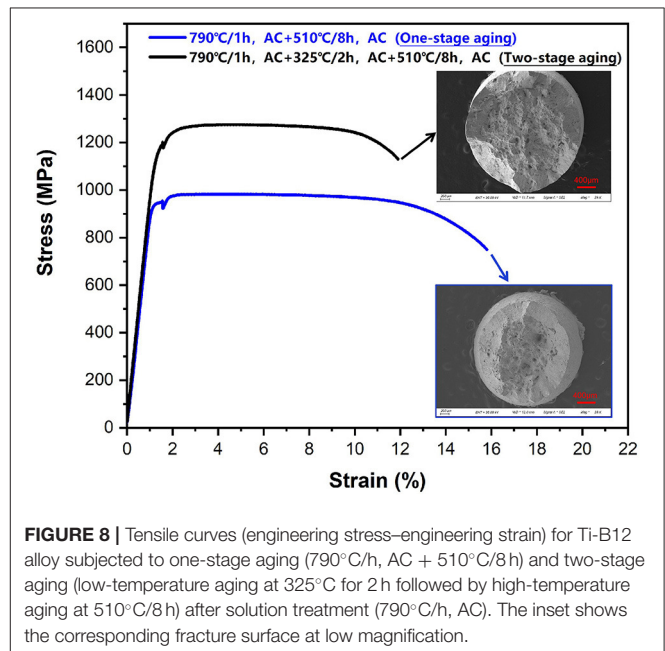 790℃/1h, AC+510℃/8h, AC (One-stage aging)
790℃/1h, AC+325℃/2h, AC+510℃/8h, AC (Two-stage aging)
1600
1400
1200
1000
800
600
400
200
0
Stress (MPa)
400μm
0 2 4 6 8 10 12 14 16 18 20 22
Strain (%)
FIGURE 8 | Tensile curves (engineering stress–engineering strain) for Ti-B12
alloy subjected to one-stage aging (790°C/h, AC + 510°C/8 h) and two-stage
aging (low-temperature aging at 325°C for 2 h followed by high-temperature
aging at 510°C/8 h) after solution treatment (790°C/h, AC). The inset shows
the corresponding fracture surface at low magnification.